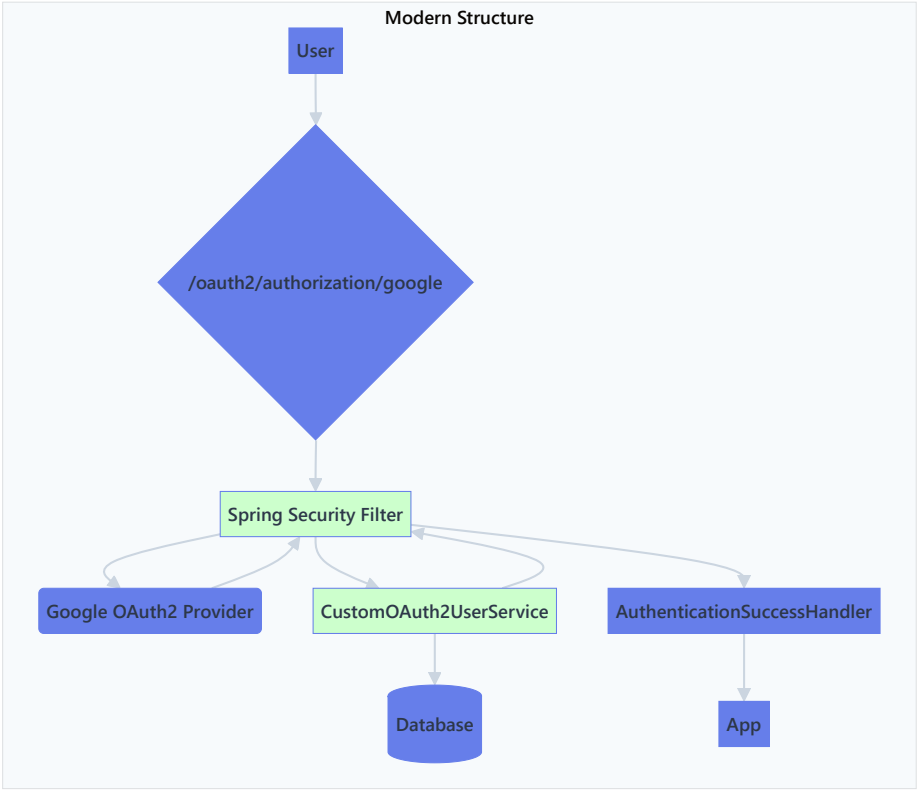 Modern Structure
User
/oauth2/authorization/google
Spring Security Filter
Google OAuth2 Provider
CustomOAuth2UserService
AuthenticationSuccessHandler
Database
App